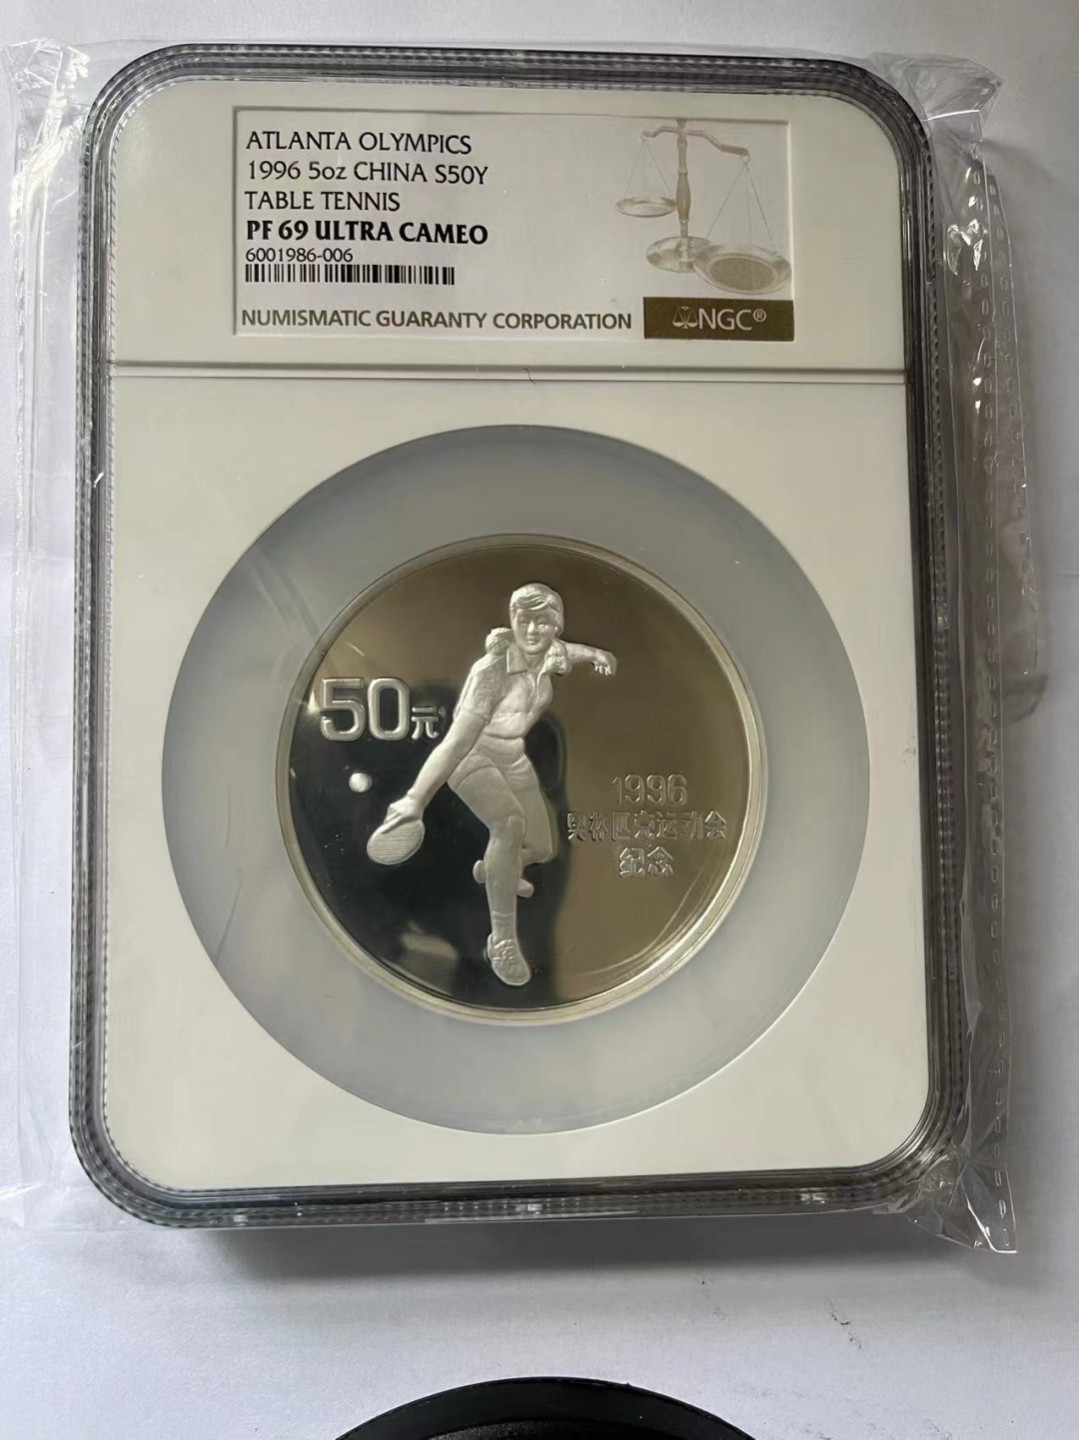 ATLANTA OLYMPICS
1996 5oz CHINA S50Y
TABLE TENNIS
PF 69 ULTRA CAMEO
6001986-006
NUMISMATIC GUARANTY CORPORATION
NGC®
50元
1996
奥林匹克运动会
纪念